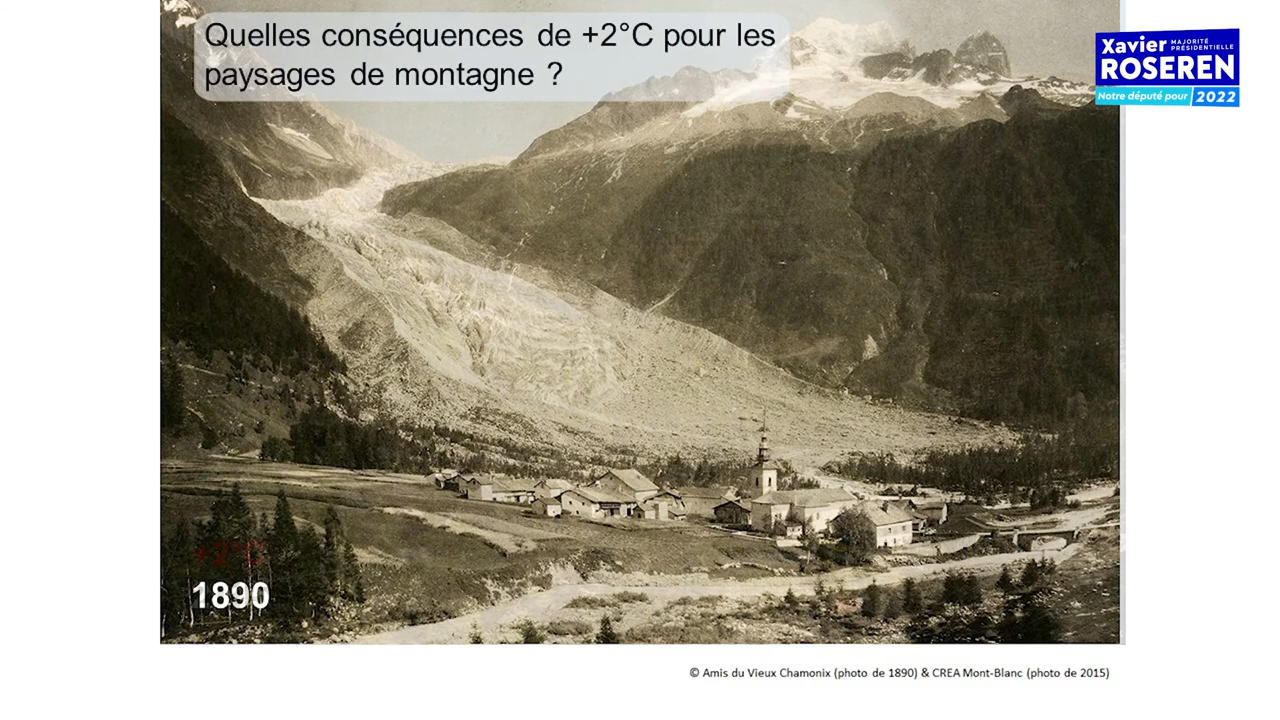 Quelles conséquences de +2°C pour les
paysages de montagne ?
Xavier MAJORITÉ PRÉSIDENTIELLE
ROSEREN
Notre député pour 2022
+2°C
1890
© Amis du Vieux Chamonix (photo de 1890) & CREA Mont-Blanc (photo de 2015)